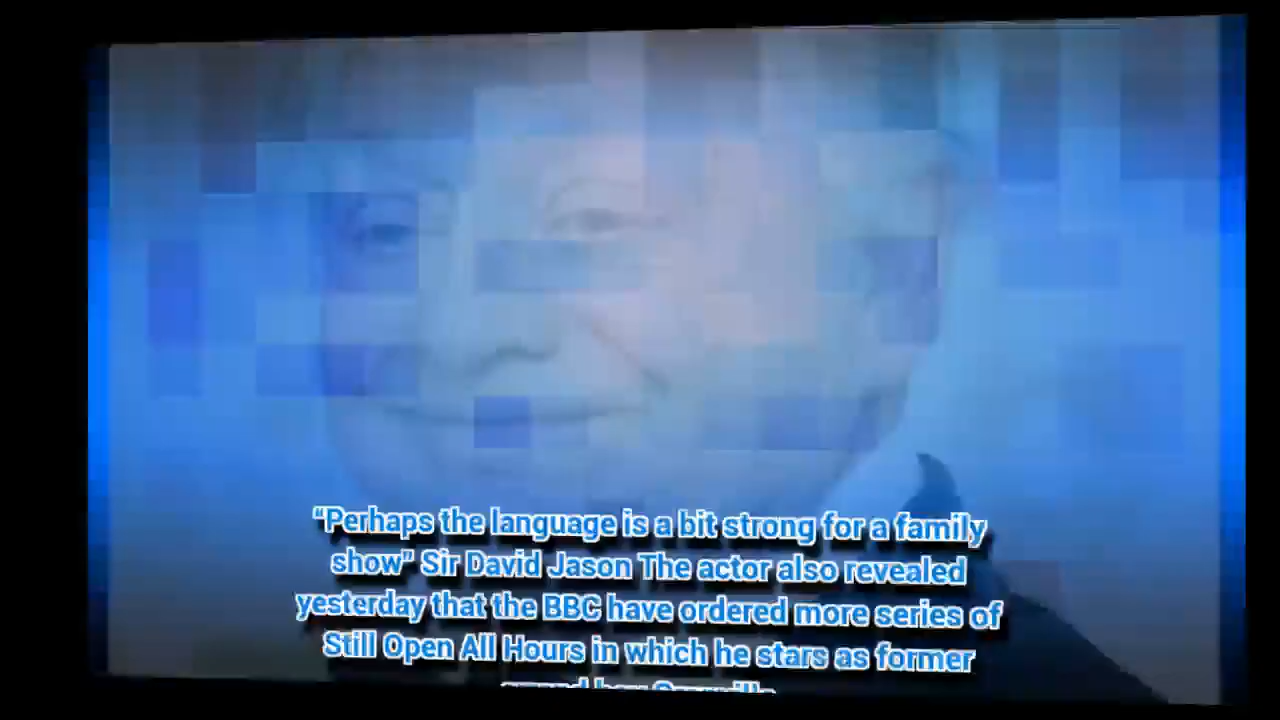 “Perhaps the language is a bit strong for a family
show” Sir David Jason The actor also revealed
yesterday that the BBC have ordered more series of
Still Open All Hours in which he stars as former